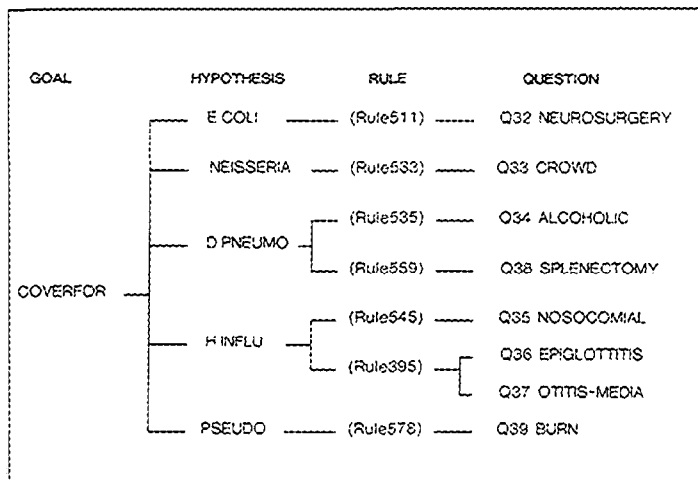 GOAL HYPOTHESIS RULE QUESTION
E.COLI (Rule511) Q32 NEUROSURGERY
NEISSERIA (Rule533) Q33 CROWD
D.PNEUMO (Rule535) Q34 ALCOHOLIC
(Rule559) Q38 SPLENECTOMY
COVERFOR
H.INFLU (Rule545) Q35 NOSOCOMIAL
(Rule395) Q36 EPIGLOTTITIS
Q37 OTITIS-MEDIA
PSEUDO (Rule578) Q39 BURN